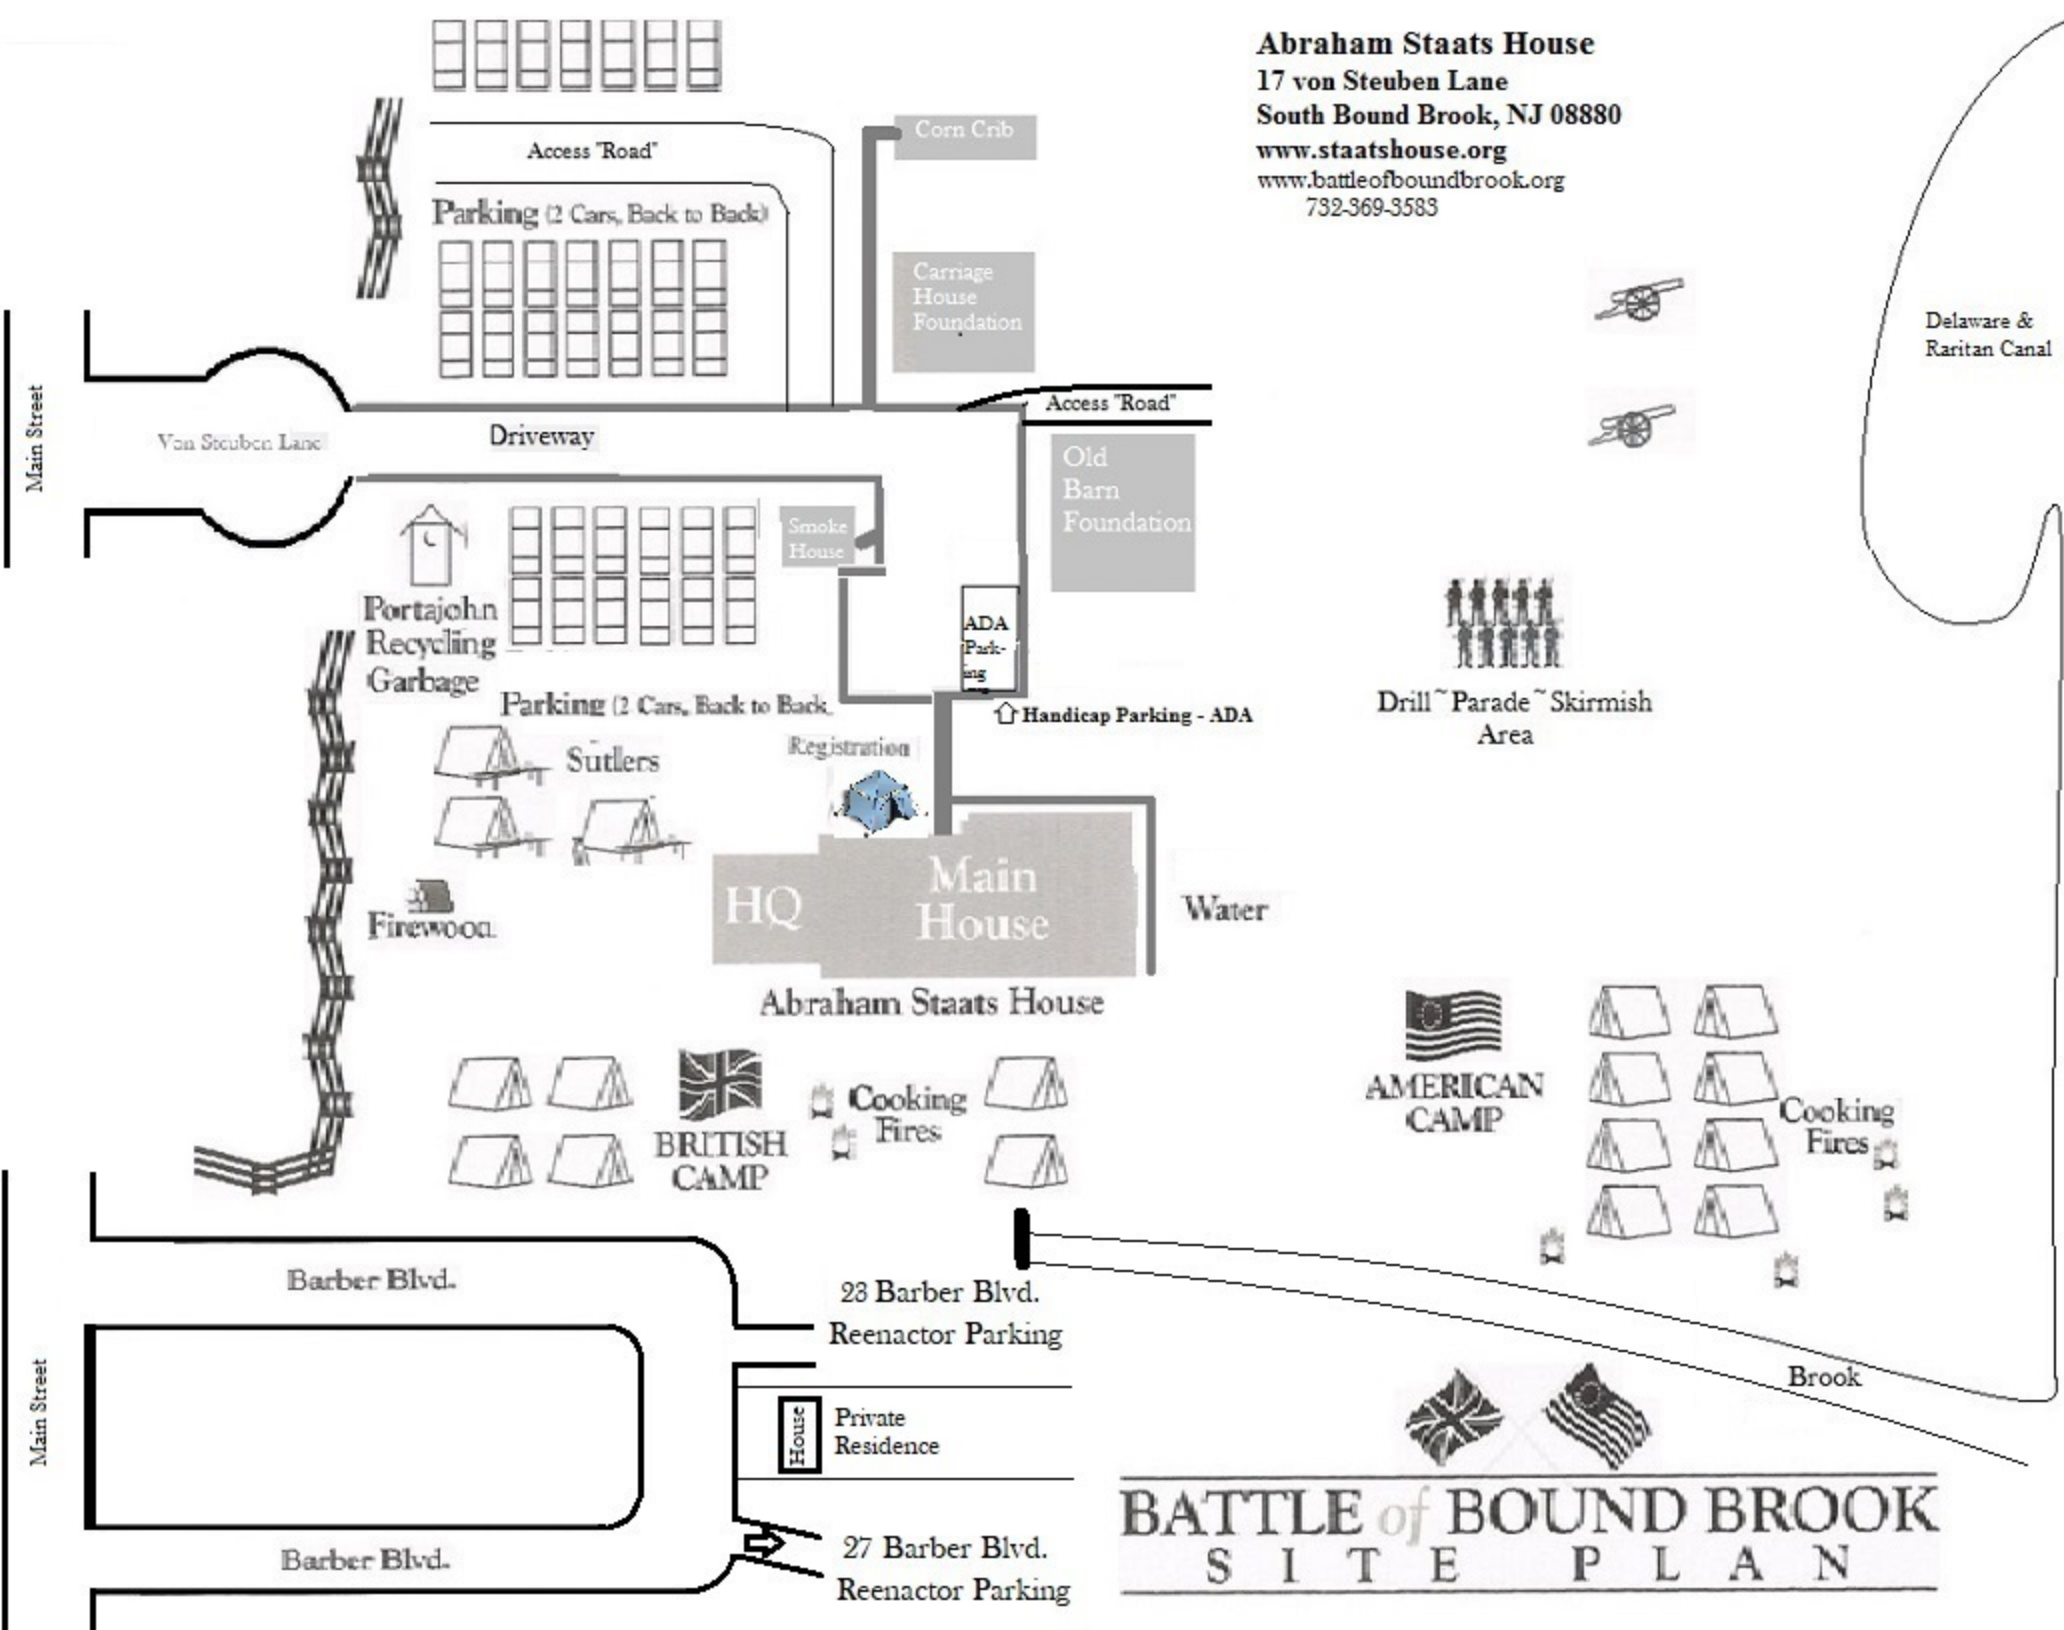 Abraham Staats House
17 von Steuben Lane
South Bound Brook, NJ 08880
www.staatshouse.org
www.battleofboundbrook.org
732-369-3583
Corn Crib
Access "Road"
Parking (2 Cars, Back to Back)
Carriage
House
Foundation
Delaware &
Raritan Canal
Main Street
Von Steuben Lane
Driveway
Access "Road"
Old
Barn
Foundation
Smoke
House
Portajohn
Recycling
Garbage
ADA
Park-
ing
Parking (2 Cars, Back to Back
Handicap Parking - ADA
Drill ~ Parade ~ Skirmish
Area
Registration
Sutlers
HQ
Main
House
Water
Firewood
Abraham Staats House
AMERICAN
CAMP
Cooking
Fires
BRITISH
CAMP
Cooking
Fires
Barber Blvd.
23 Barber Blvd.
Reenactor Parking
Main Street
House
Private
Residence
Brook
Barber Blvd.
27 Barber Blvd.
Reenactor Parking
BATTLE of BOUND BROOK
SITE PLAN